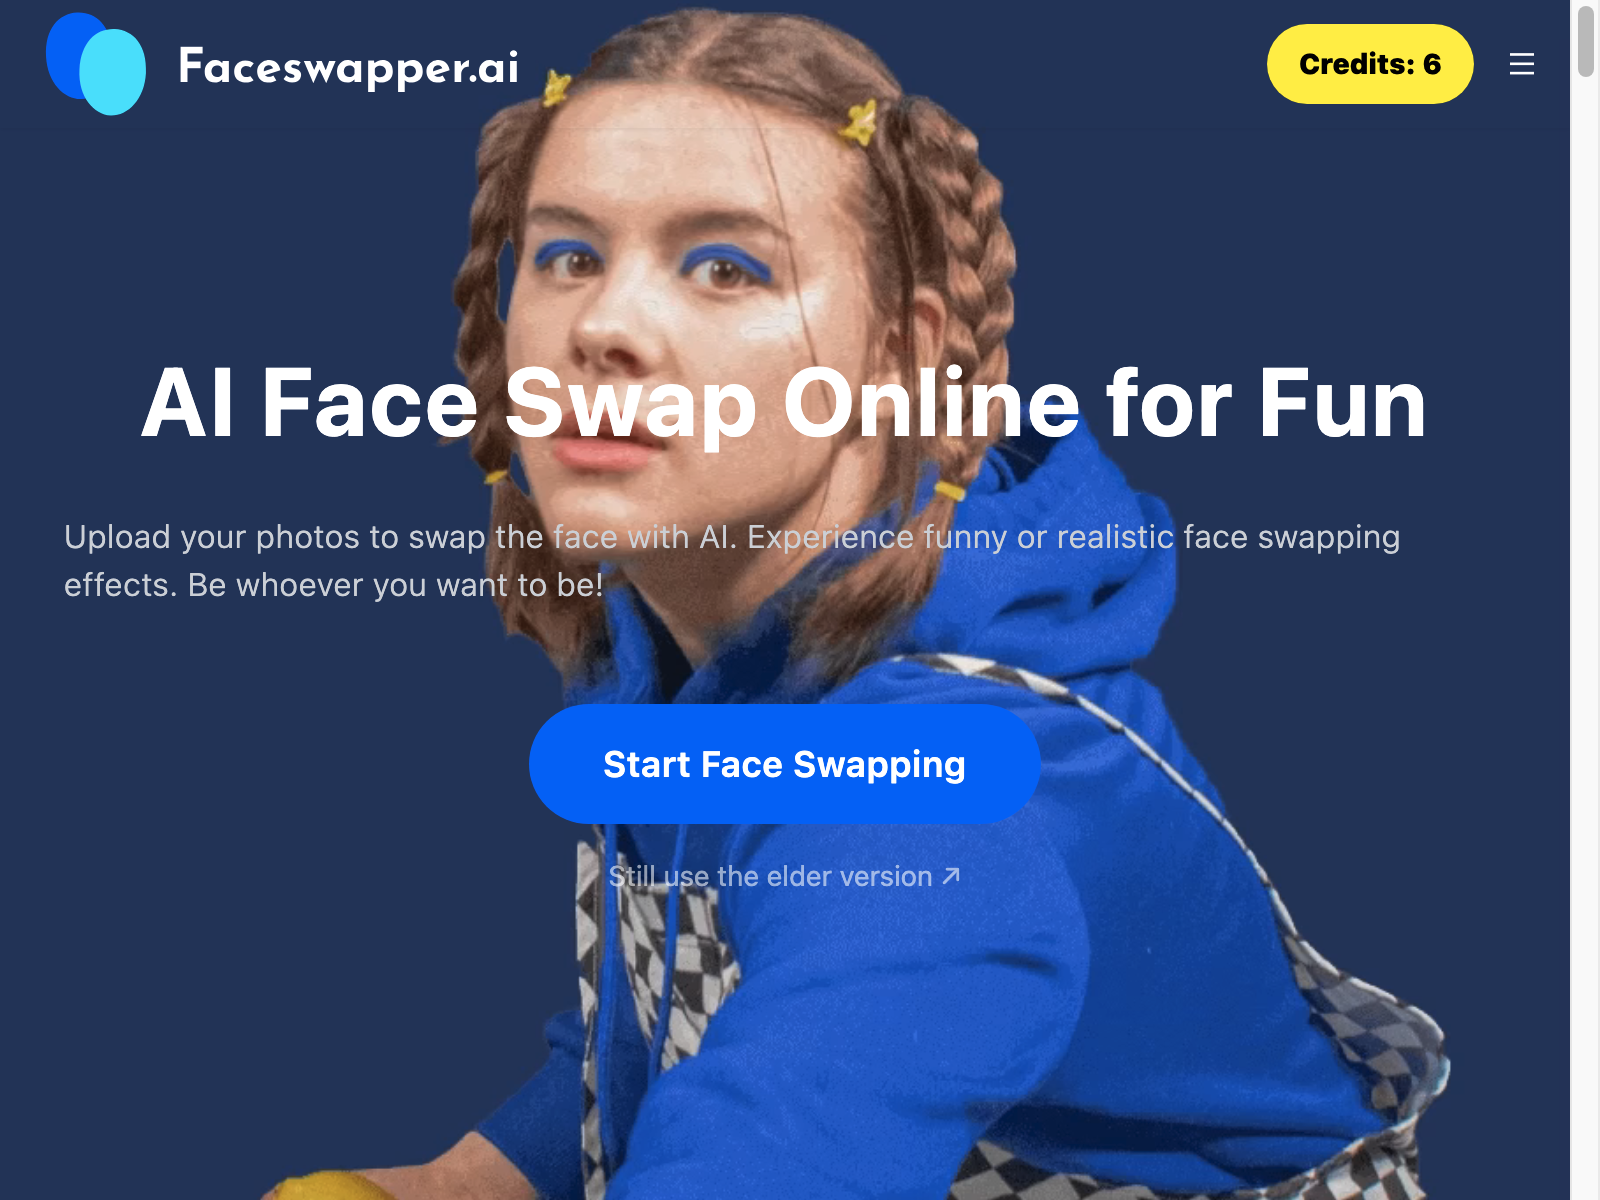 Faceswapper.ai
Credits: 6
AI Face Swap Online for Fun
Upload your photos to swap the face with AI. Experience funny or realistic face swapping
effects. Be whoever you want to be!
Start Face Swapping
Still use the elder version ↗